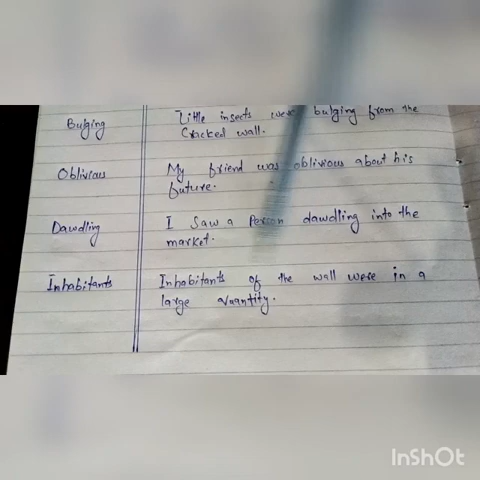 Bulging
Little insects were bulging from the
Cracked wall.
Oblivious
My friend was oblivious about his
future.
Dawdling
I Saw a Person dawdling into the
market.
Inhabitants
Inhabitants of the wall were in a
large quantity.
InShOt